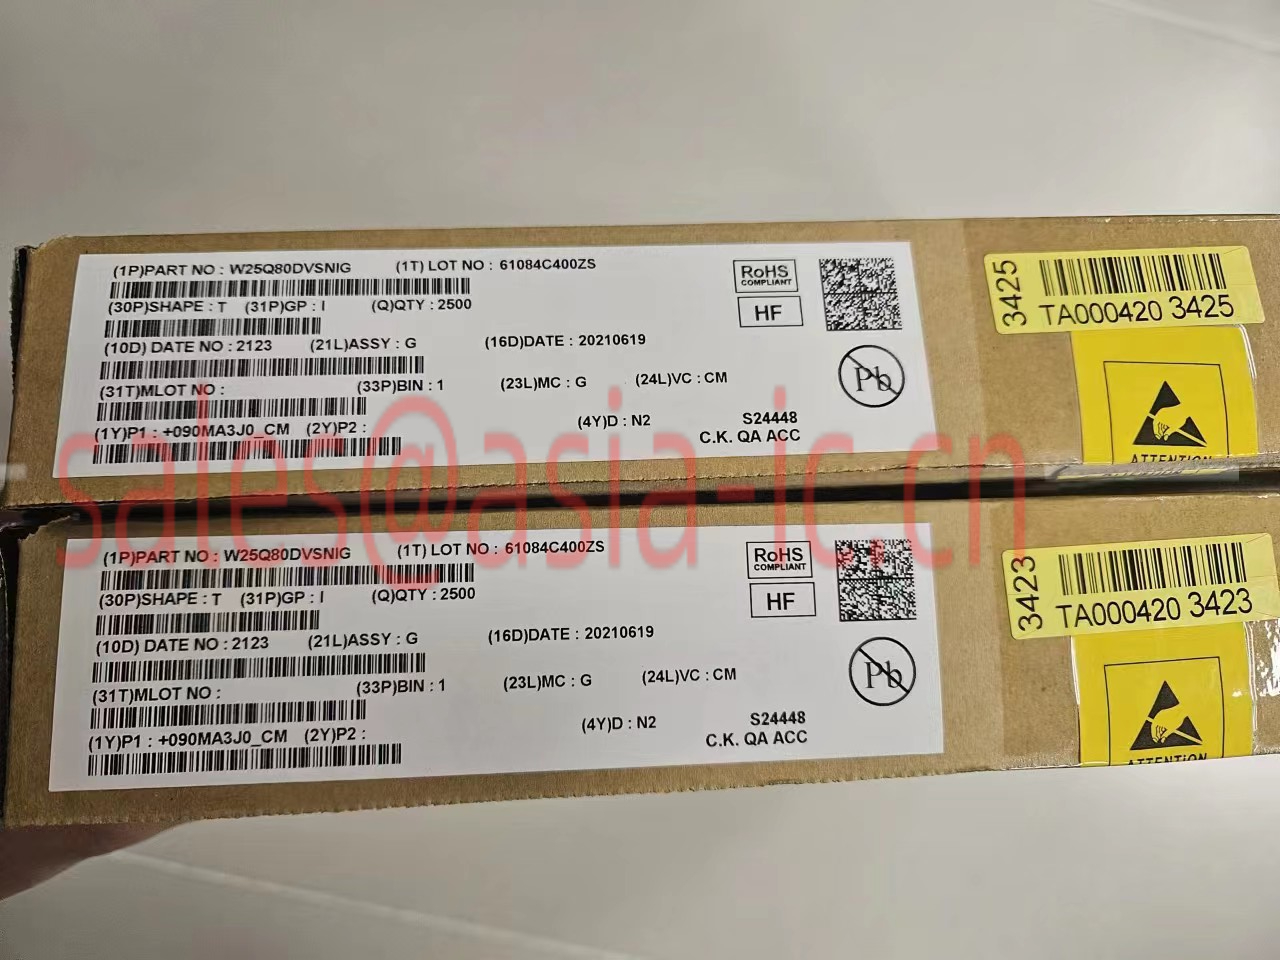 (1P)PART NO : W25Q80DVSNIG (1T) LOT NO : 61084C400ZS
(30P)SHAPE : T (31P)GP : I (Q)QTY : 2500
(10D) DATE NO : 2123 (21L)ASSY : G (16D)DATE : 20210619
(31T)MLOT NO : (33P)BIN : 1 (23L)MC : G (24L)VC : CM
(1Y)P1 : +090MA3J0_CM (2Y)P2 : (4Y)D : N2
S24448
C.K. QA ACC
RoHS
COMPLIANT
HF
Pb
3425
TA000420 3425
ATTENTION
sales@asia-ic.cn
(1P)PART NO : W25Q80DVSNIG (1T) LOT NO : 61084C400ZS
(30P)SHAPE : T (31P)GP : I (Q)QTY : 2500
(10D) DATE NO : 2123 (21L)ASSY : G (16D)DATE : 20210619
(31T)MLOT NO : (33P)BIN : 1 (23L)MC : G (24L)VC : CM
(1Y)P1 : +090MA3J0_CM (2Y)P2 : (4Y)D : N2
S24448
C.K. QA ACC
RoHS
COMPLIANT
HF
Pb
3423
TA000420 3423
ATTENTION